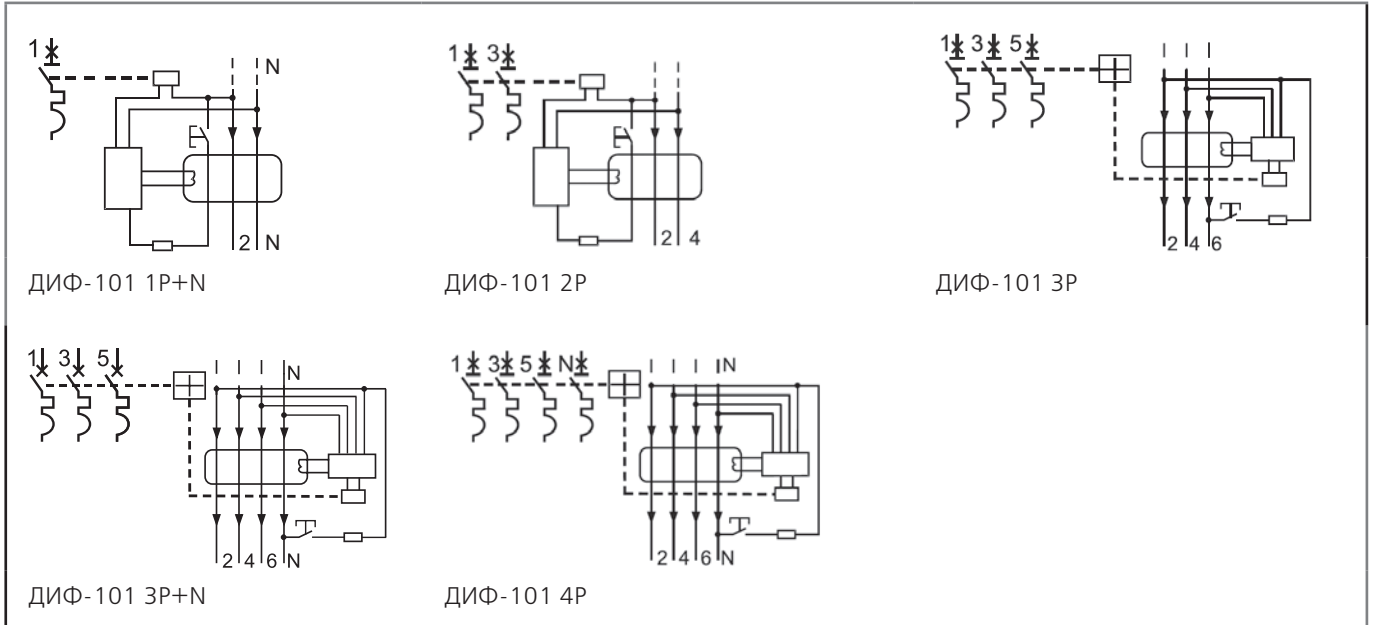 1 N
2 N
ДИФ-101 1P+N
1 3
2 4
ДИФ-101 2P
1 3 5
2 4 6
ДИФ-101 3P
1 3 5 N
2 4 6 N
ДИФ-101 3P+N
1 3 5 N N
2 4 6 N
ДИФ-101 4P